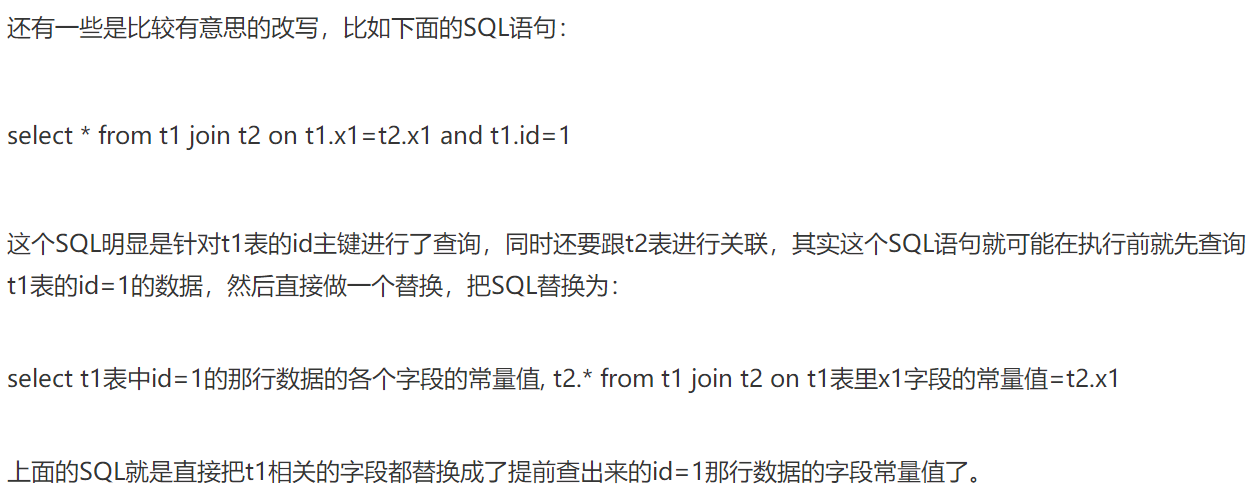 还有一些是比较有意思的改写，比如下面的SQL语句：
select * from t1 join t2 on t1.x1=t2.x1 and t1.id=1
这个SQL明显是针对t1表的id主键进行了查询，同时还要跟t2表进行关联，其实这个SQL语句就可能在执行前就先查询
t1表的id=1的数据，然后直接做一个替换，把SQL替换为：
select t1表中id=1的那行数据的各个字段的常量值, t2.* from t1 join t2 on t1表里x1字段的常量值=t2.x1
上面的SQL就是直接把t1相关的字段都替换成了提前查出来的id=1那行数据的字段常量值了。